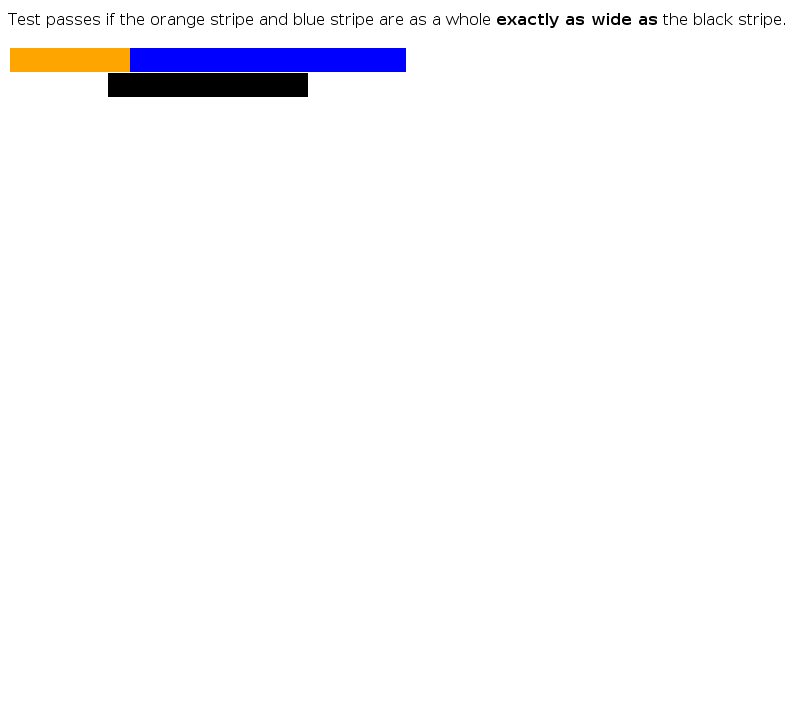 Test passes if the orange stripe and blue stripe are as a whole exactly as wide as the black stripe.